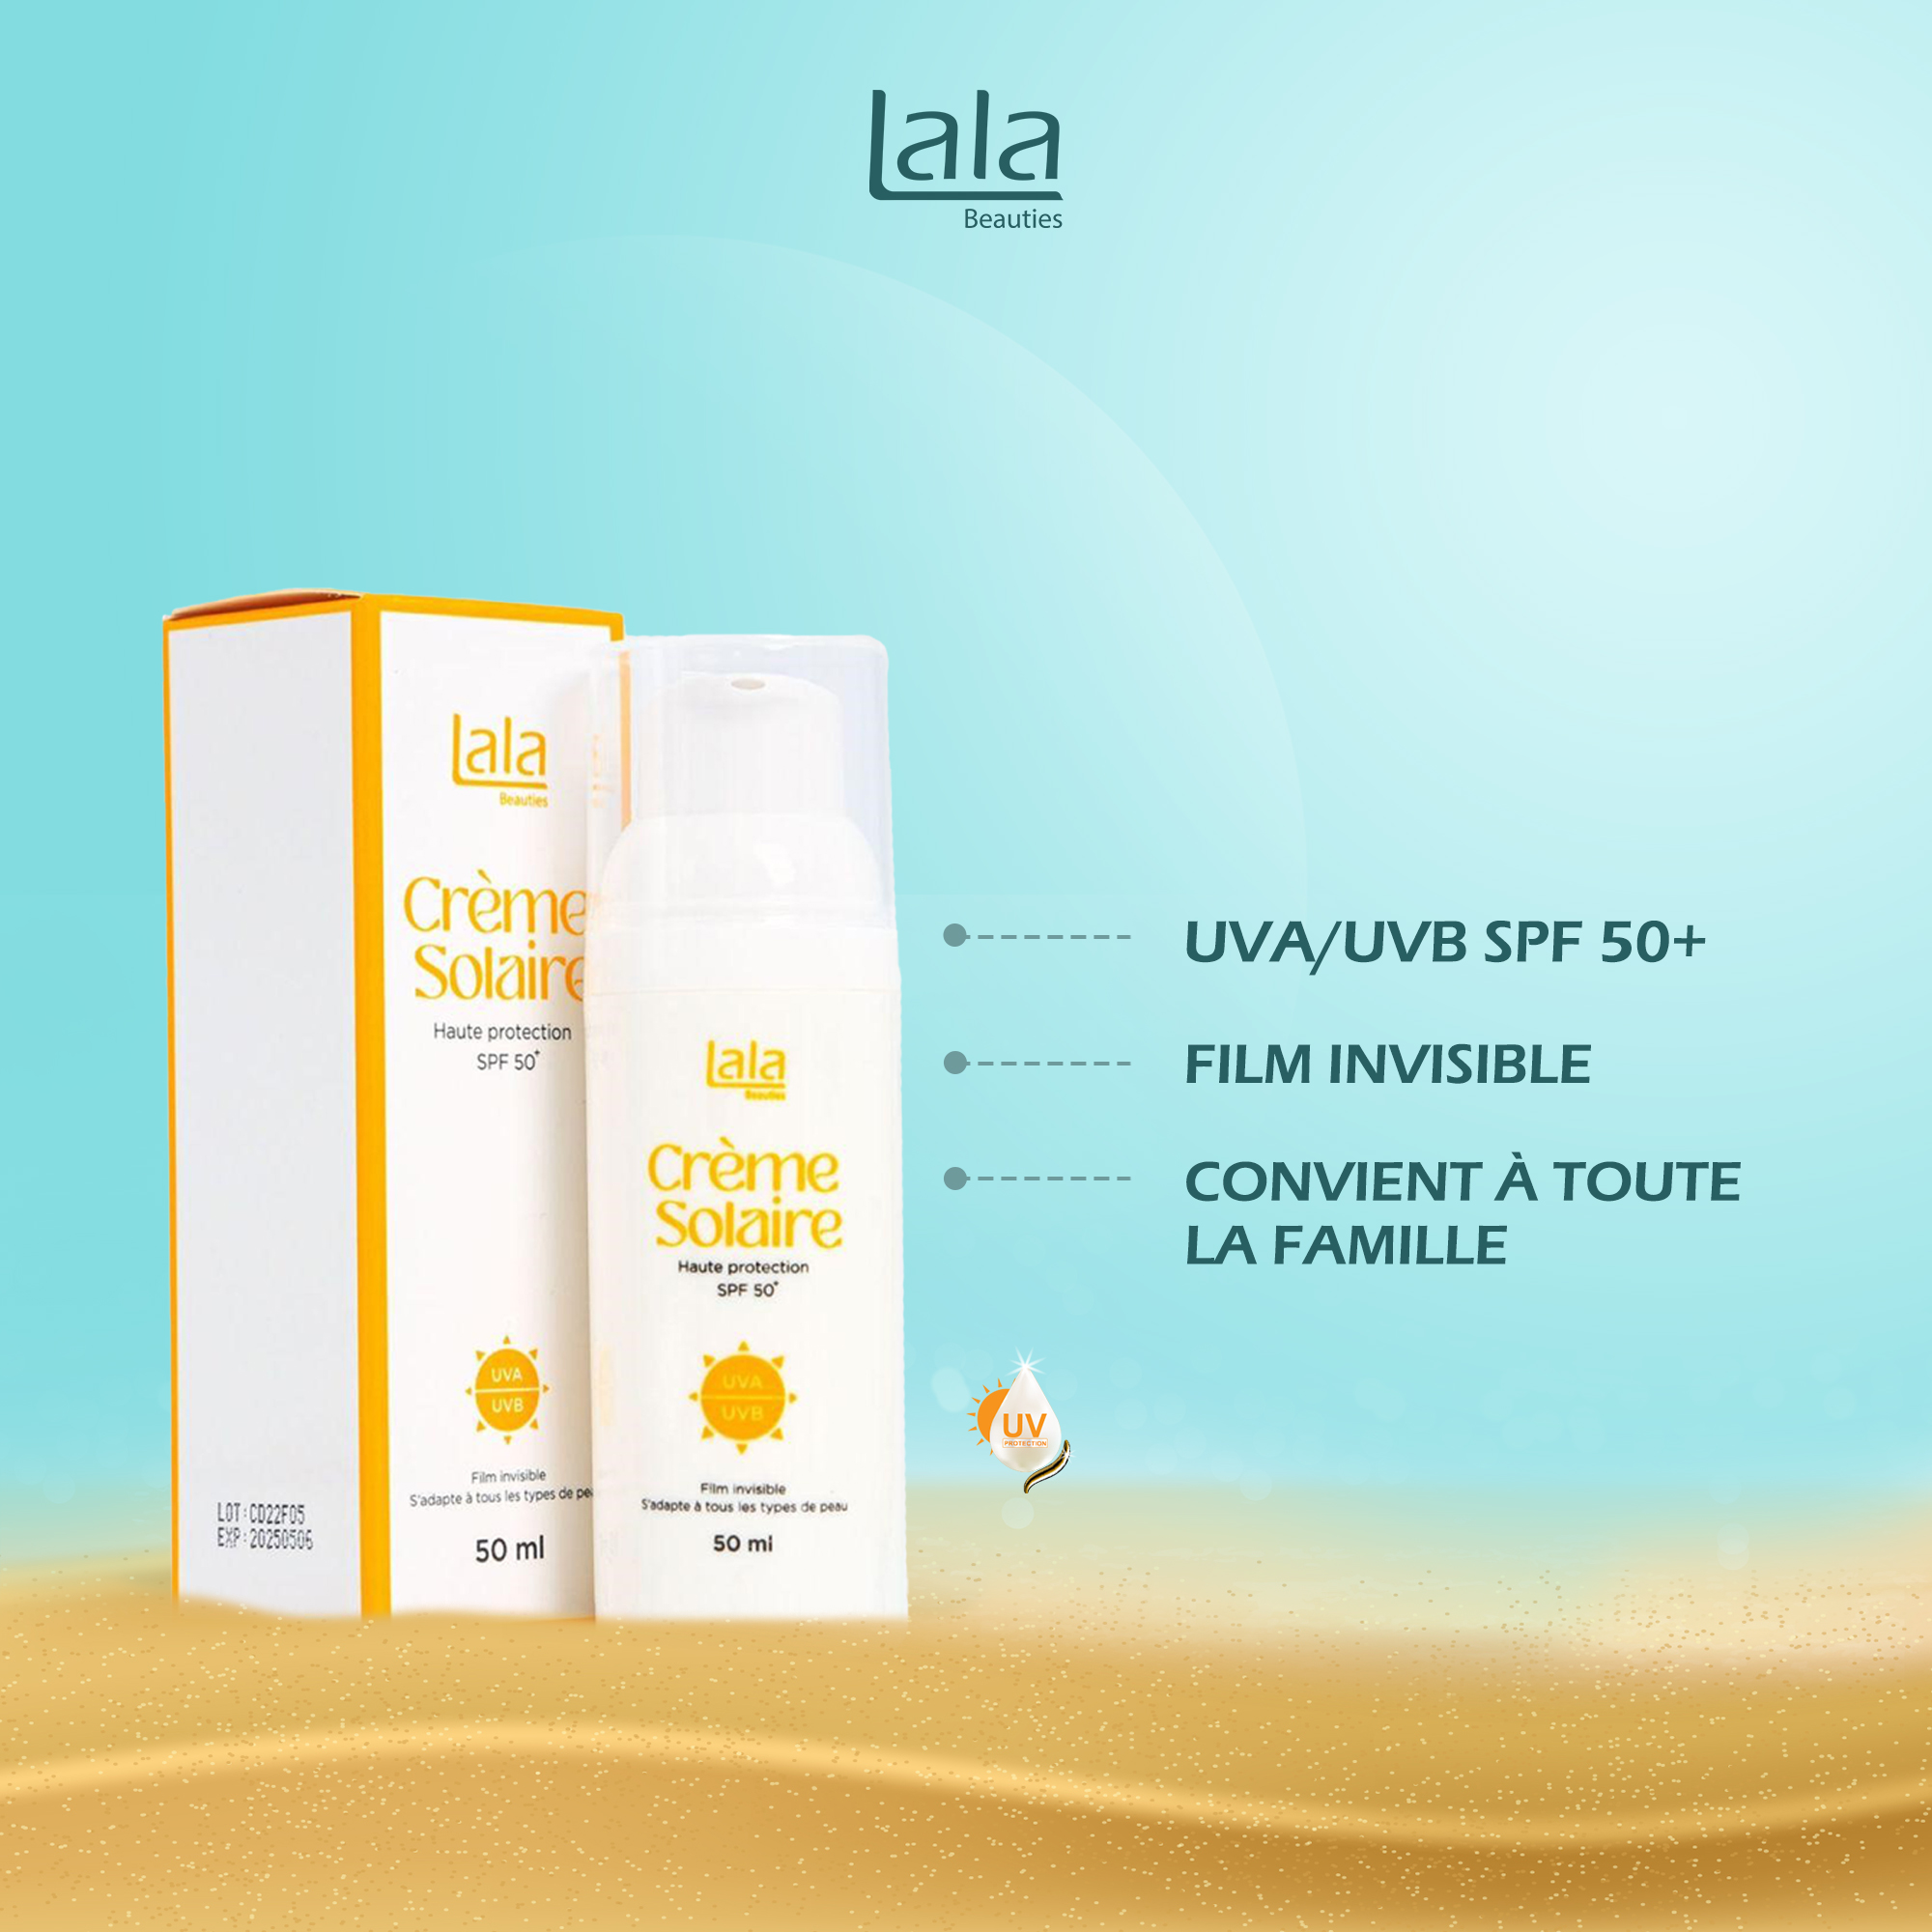 Lala
Beauties
Lala
Beauties
Crème
Solaire
Haute protection
SPF 50+
UVA
UVB
Film invisible
S'adapte à tous les types de
50 ml
LOT : CD22F05
EXP : 20250506
Lala
Beauties
Crème
Solaire
Haute protection
SPF 50+
UVA
UVB
Film invisible
S'adapte à tous les types de peau
50 ml
UVA/UVB SPF 50+
FILM INVISIBLE
CONVIENT À TOUTE
LA FAMILLE
UV
PROTECTION